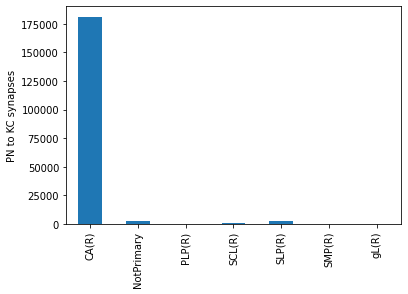 175000
150000
125000
100000
75000
50000
25000
0
PN to KC synapses
CA(R)
NotPrimary
PLP(R)
SCL(R)
SLP(R)
SMP(R)
gL(R)